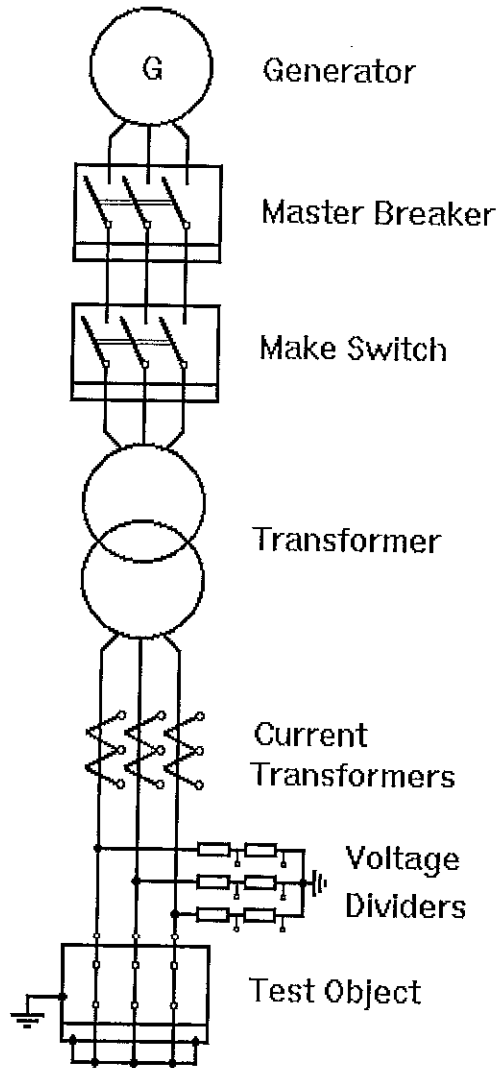 G
Generator
Master Breaker
Make Switch
Transformer
Current
Transformers
Voltage
Dividers
Test Object